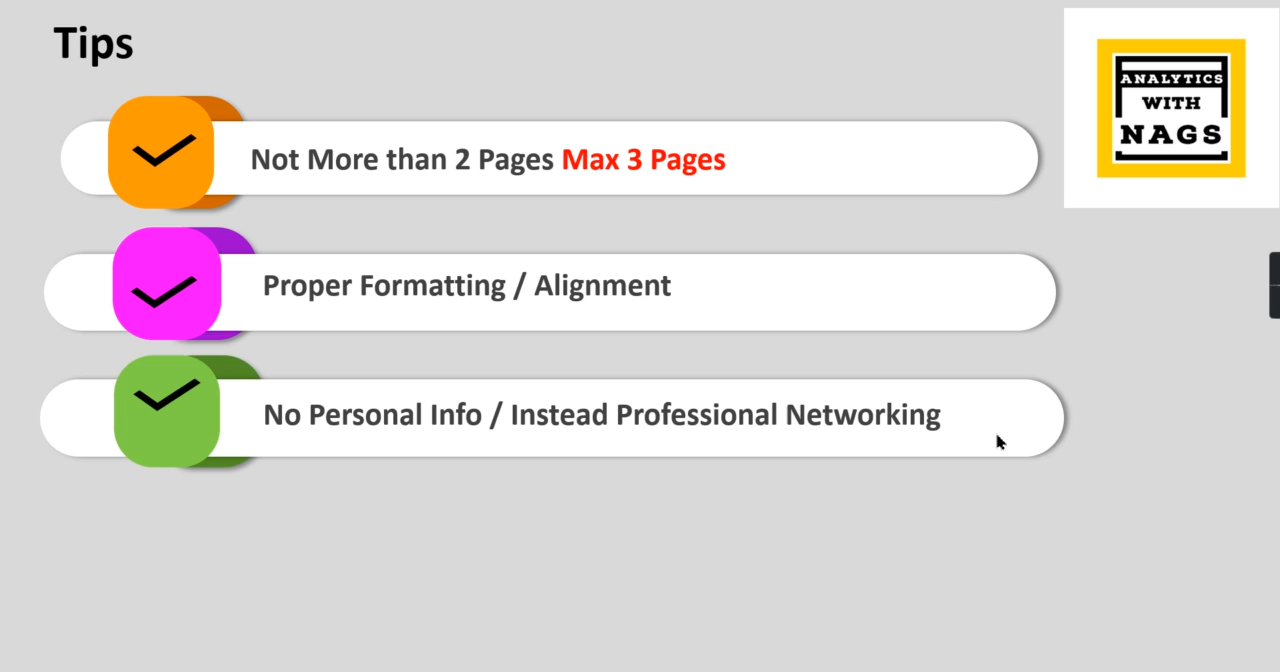 Tips
ANALYTICS
WITH
NAGS
Not More than 2 Pages Max 3 Pages
Proper Formatting / Alignment
No Personal Info / Instead Professional Networking